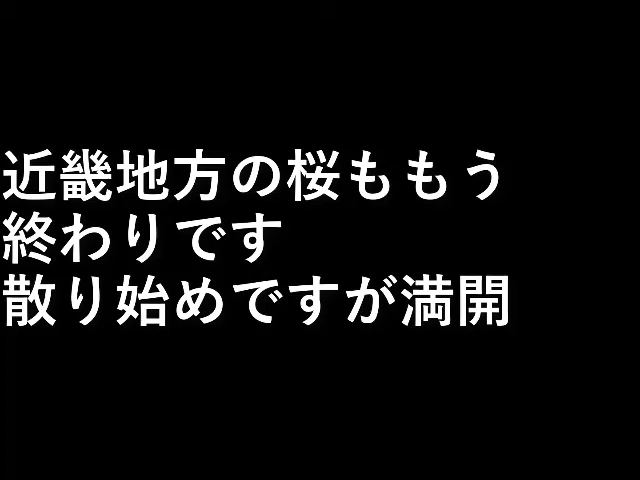 近畿地方の桜ももう
終わりです
散り始めですが満開